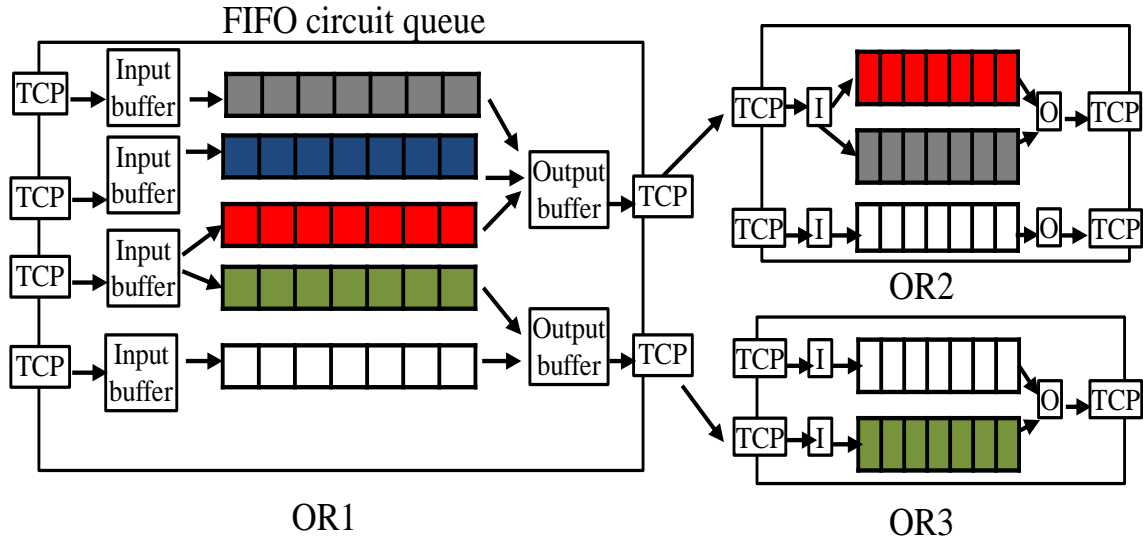 FIFO circuit queue
TCP
Input
buffer
TCP
Input
buffer
TCP
Input
buffer
TCP
Input
buffer
Output
buffer
TCP
Output
buffer
TCP
OR1
TCP
I
O
TCP
TCP
I
O
TCP
OR2
TCP
I
TCP
I
O
TCP
OR3